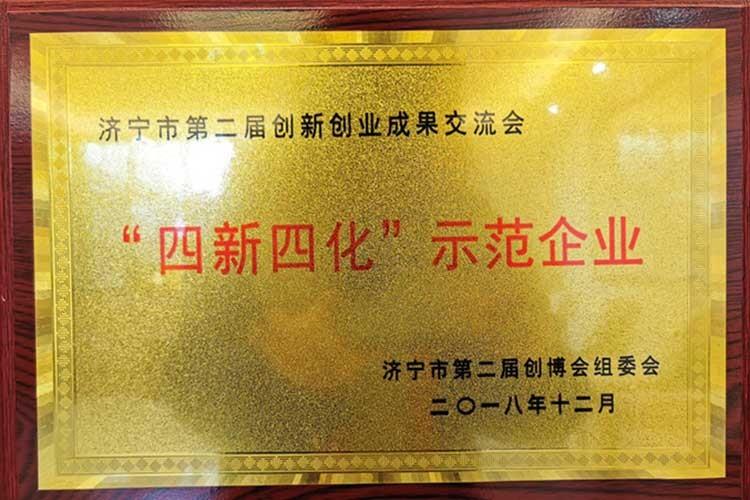 济宁市第二届创新创业成果交流会
“四新四化”示范企业
济宁市第二届创博会组委会
二〇一八年十二月